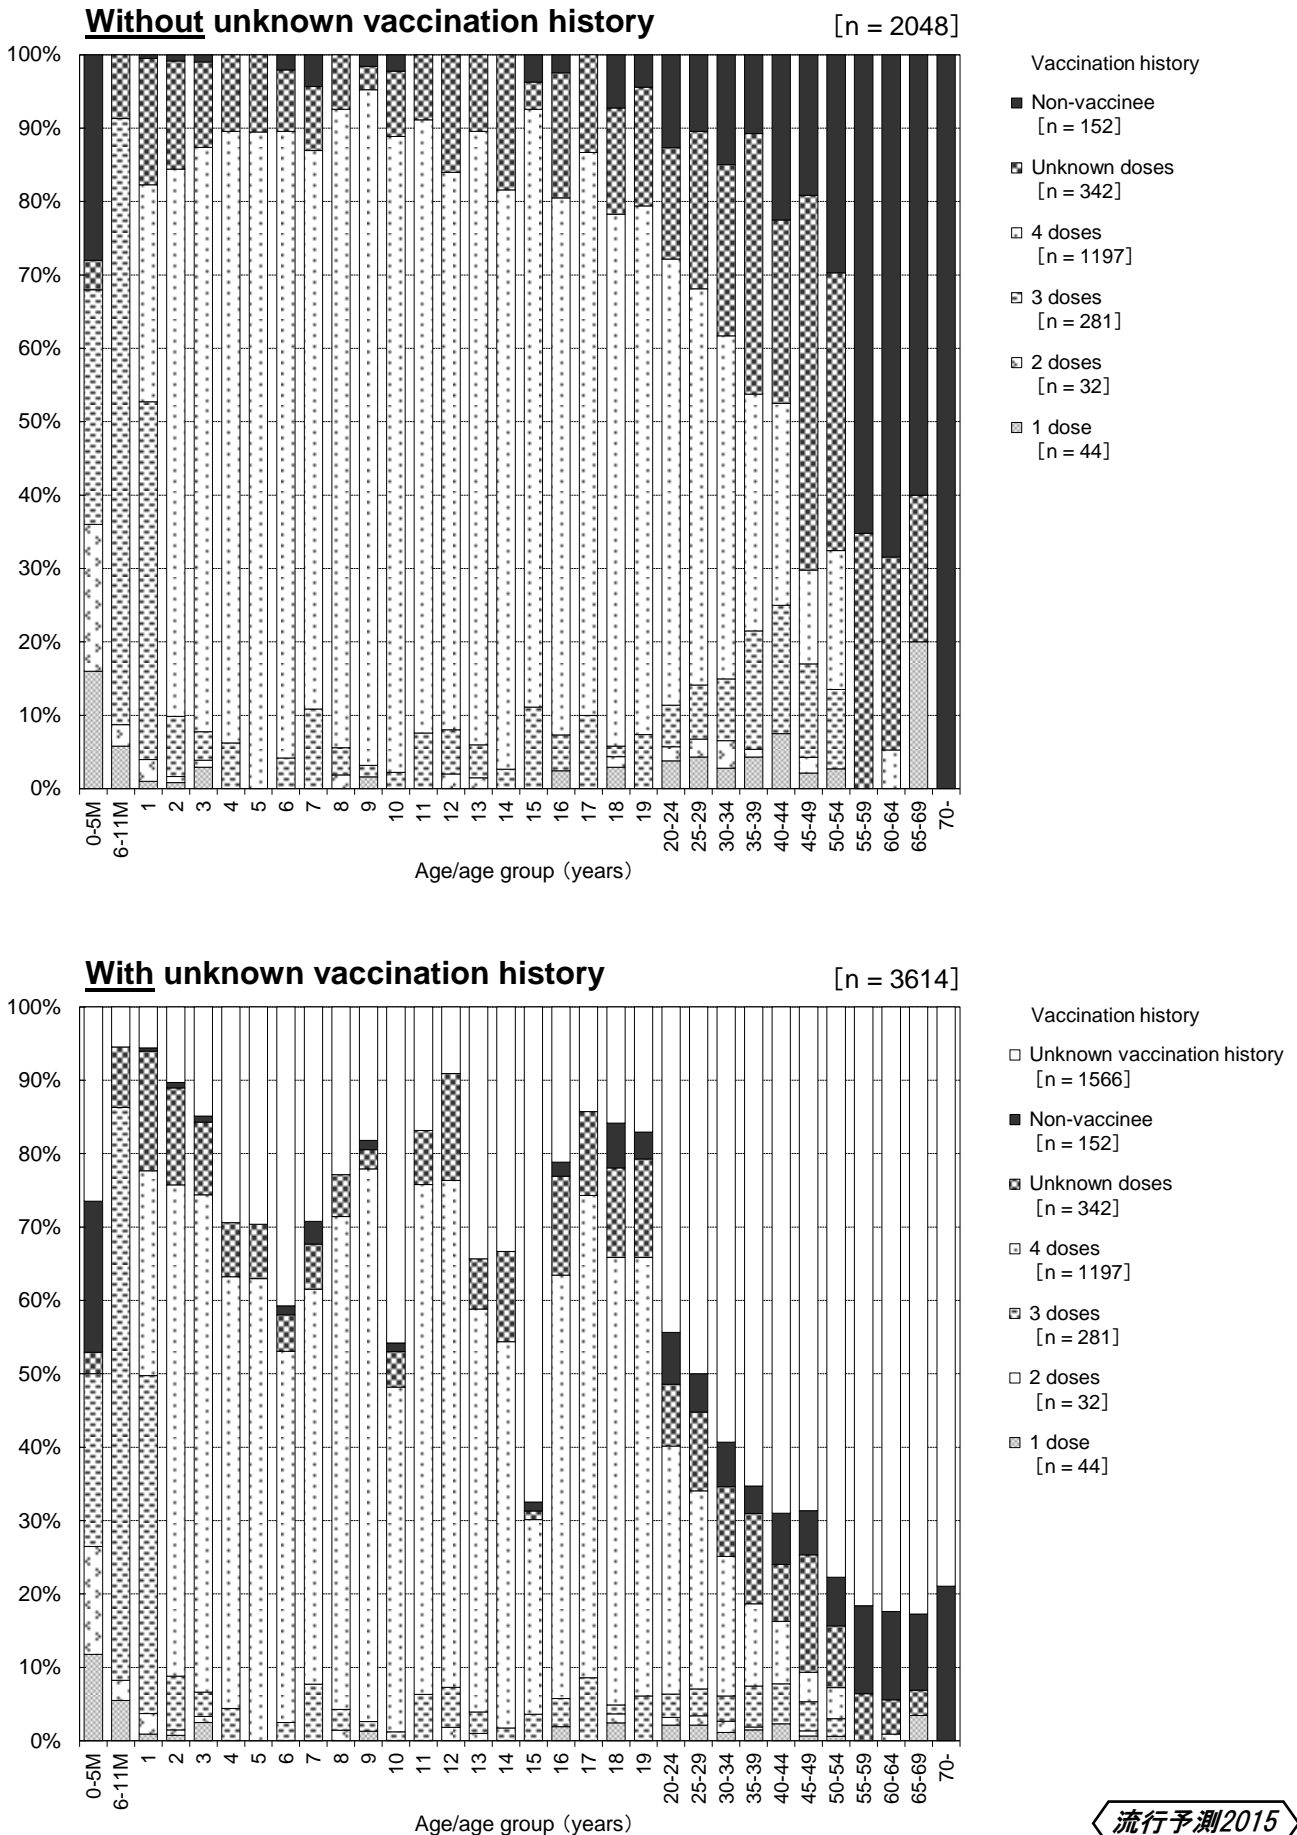 Without unknown vaccination history
［n = 2048］
100%
90%
80%
70%
60%
50%
40%
30%
20%
10%
0%
0-5M
6-11M
1
2
3
4
5
6
7
8
9
10
11
12
13
14
15
16
17
18
19
20-24
25-29
30-34
35-39
40-44
45-49
50-54
55-59
60-64
65-69
70-
Age/age group（years）
Vaccination history
Non-vaccinee
［n = 152］
Unknown doses
［n = 342］
4 doses
［n = 1197］
3 doses
［n = 281］
2 doses
［n = 32］
1 dose
［n = 44］
With unknown vaccination history
［n = 3614］
100%
90%
80%
70%
60%
50%
40%
30%
20%
10%
0%
0-5M
6-11M
1
2
3
4
5
6
7
8
9
10
11
12
13
14
15
16
17
18
19
20-24
25-29
30-34
35-39
40-44
45-49
50-54
55-59
60-64
65-69
70-
Age/age group（years）
Vaccination history
Unknown vaccination history
［n = 1566］
Non-vaccinee
［n = 152］
Unknown doses
［n = 342］
4 doses
［n = 1197］
3 doses
［n = 281］
2 doses
［n = 32］
1 dose
［n = 44］
流行予測2015